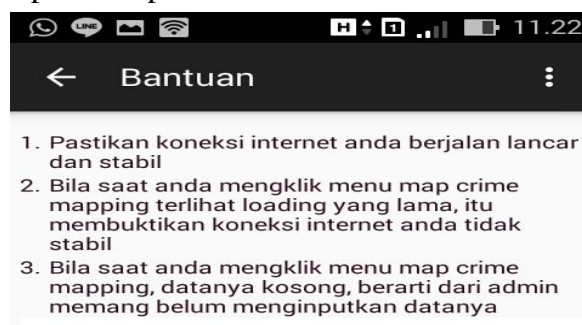 LINE H 1 11.22
Bantuan
1. Pastikan koneksi internet anda berjalan lancar
dan stabil
2. Bila saat anda mengklik menu map crime
mapping terlihat loading yang lama, itu
membuktikan koneksi internet anda tidak
stabil
3. Bila saat anda mengklik menu map crime
mapping, datanya kosong, berarti dari admin
memang belum menginputkan datanya